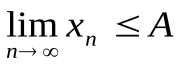 lim x_n ≤ A
n→ ∞